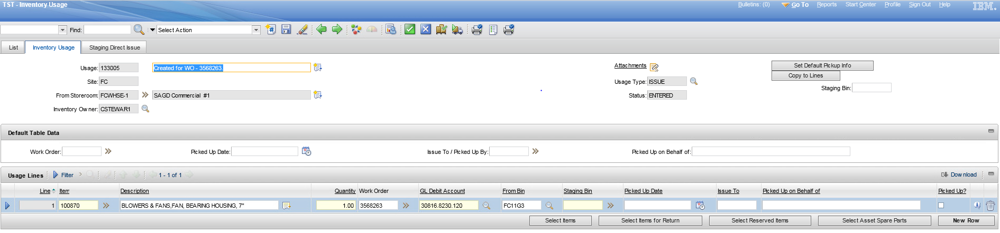 TST - Inventory Usage Bulletins: (0) Go To Reports Start Center Profile Sign Out Help IBM.
Find: Select Action
List Inventory Usage Staging Direct Issue
Usage: 133005 Created for WO - 3568263. Attachments Set Default Pickup Info
Copy to Lines
Site: FC Usage Type: ISSUE Staging Bin:
From Storeroom: FCWHSE-1 SAGD Commercial #1 Status: ENTERED
Inventory Owner: CSTEWAR1
Default Table Data
Work Order: Picked Up Date: Issue To / Picked Up By: Picked Up on Behalf of:
Usage Lines Filter 1 - 1 of 1 Download
Line Item Description Quantity Work Order GL Debit Account From Bin Staging Bin Picked Up Date Issue To Picked Up on Behalf of Picked Up?
1 100870 BLOWERS & FANS,FAN, BEARING HOUSING, 7" 1.00 3568263 30816.8230.120 FC11G3
Select Items Select Items for Return Select Reserved Items Select Asset Spare Parts New Row